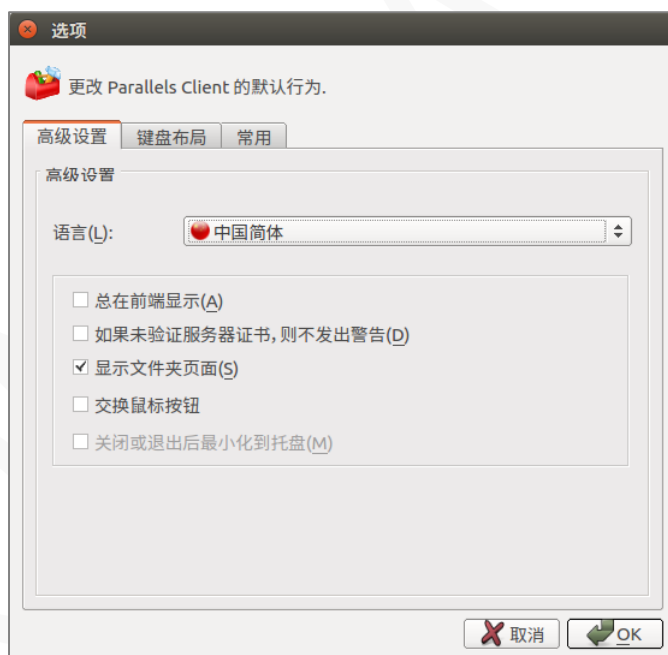 选项
更改 Parallels Client 的默认行为.
高级设置 键盘布局 常用
高级设置
语言(L): 中国简体
总在前端显示(A)
如果未验证服务器证书,则不发出警告(D)
显示文件夹页面(S)
交换鼠标按钮
关闭或退出后最小化到托盘(M)
取消 OK